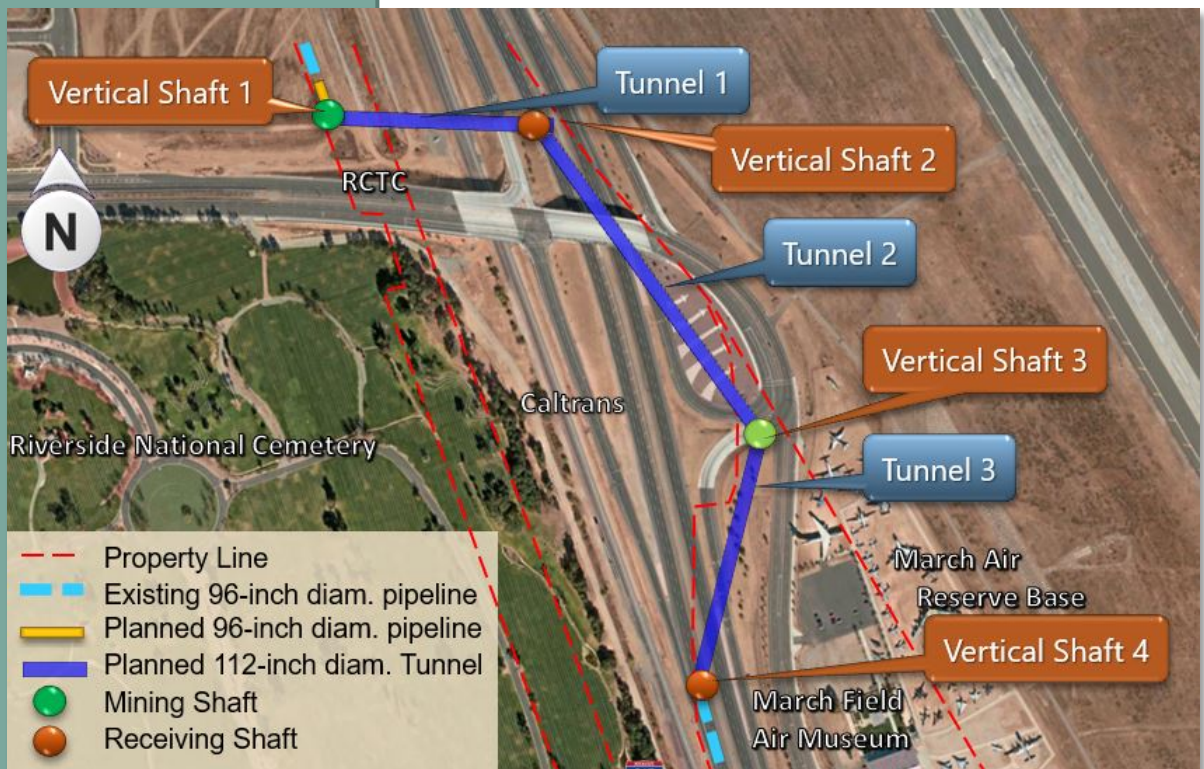 Vertical Shaft 1
Tunnel 1
Vertical Shaft 2
RCTC
N
Tunnel 2
Vertical Shaft 3
Caltrans
Riverside National Cemetery
Tunnel 3
Property Line
Existing 96-inch diam. pipeline
Planned 96-inch diam. pipeline
Planned 112-inch diam. Tunnel
Mining Shaft
Receiving Shaft
March Air
Reserve Base
Vertical Shaft 4
March Field
Air Museum